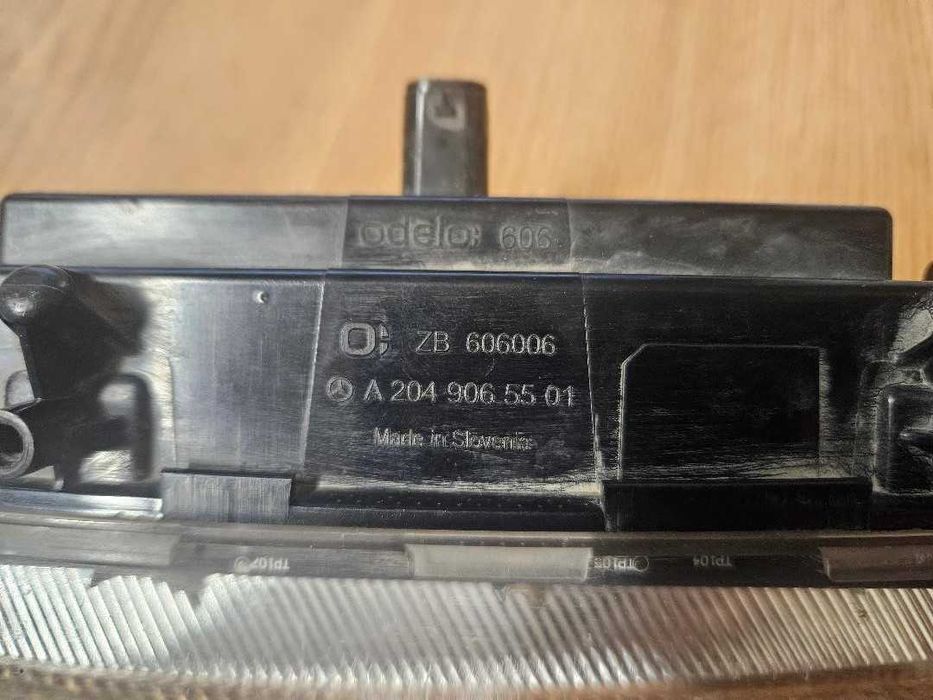 odelo 606
ZB 606006
A 204 906 55 01
Made in Slovenia
TP107 TP105 TP104